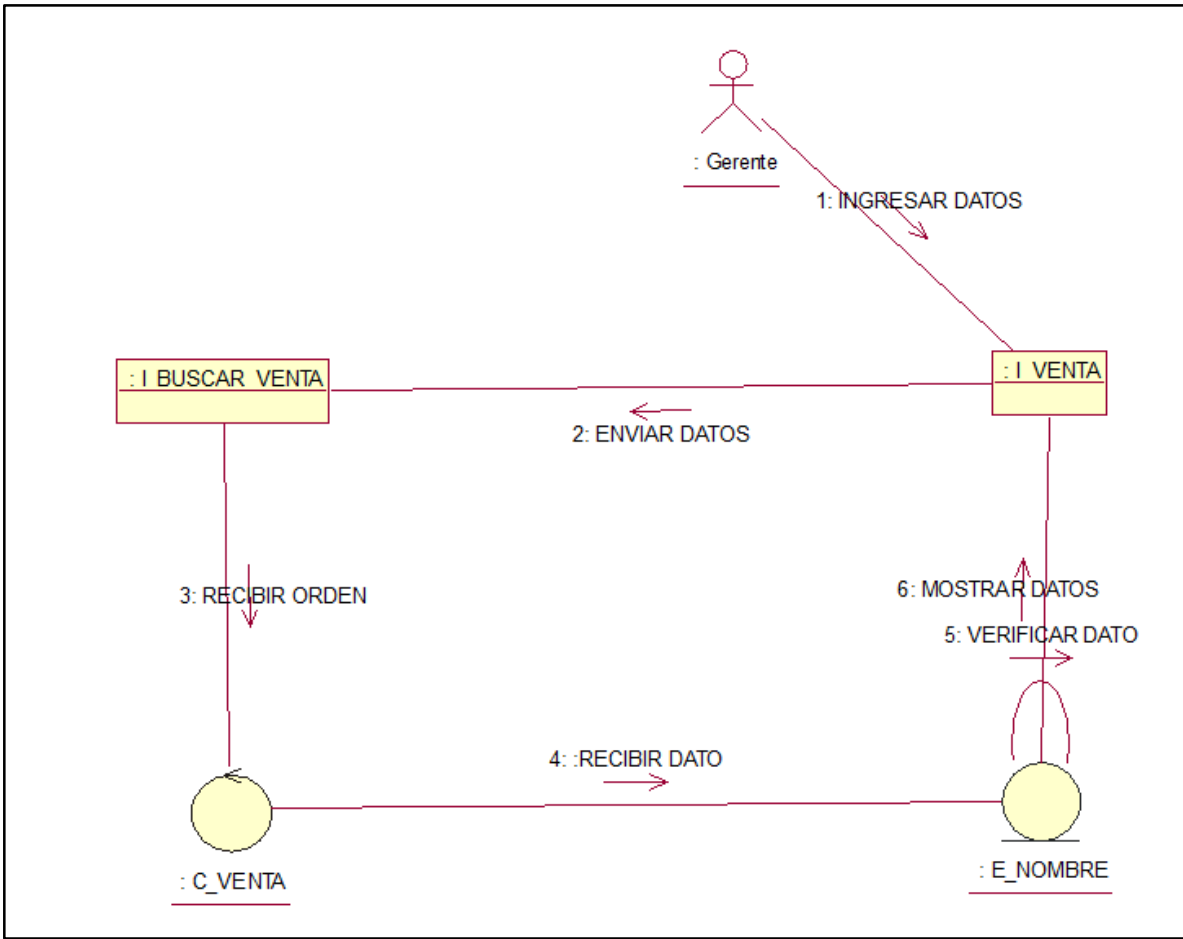 : Gerente
1: INGRESAR DATOS
: I_BUSCAR_VENTA
: I_VENTA
2: ENVIAR DATOS
3: RECIBIR ORDEN
6: MOSTRAR DATOS
5: VERIFICAR DATO
4: :RECIBIR DATO
: C_VENTA
: E_NOMBRE